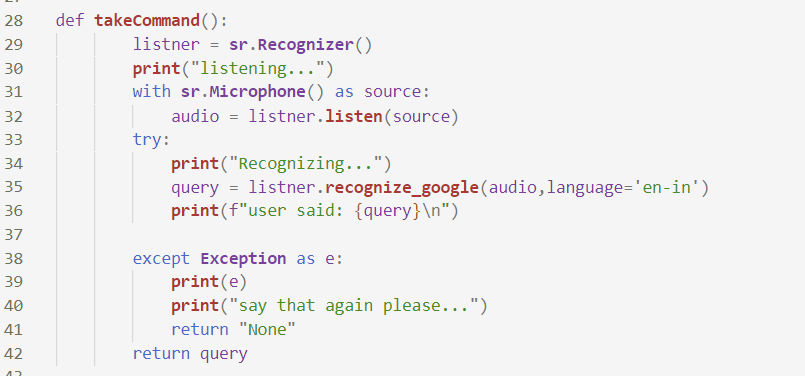 28 def takeCommand():
29         listner = sr.Recognizer()
30         print("listening...")
31         with sr.Microphone() as source:
32             audio = listner.listen(source)
33         try:
34             print("Recognizing...")
35             query = listner.recognize_google(audio,language='en-in')
36             print(f"user said: {query}\n")
37
38         except Exception as e:
39             print(e)
40             print("say that again please...")
41             return "None"
42         return query